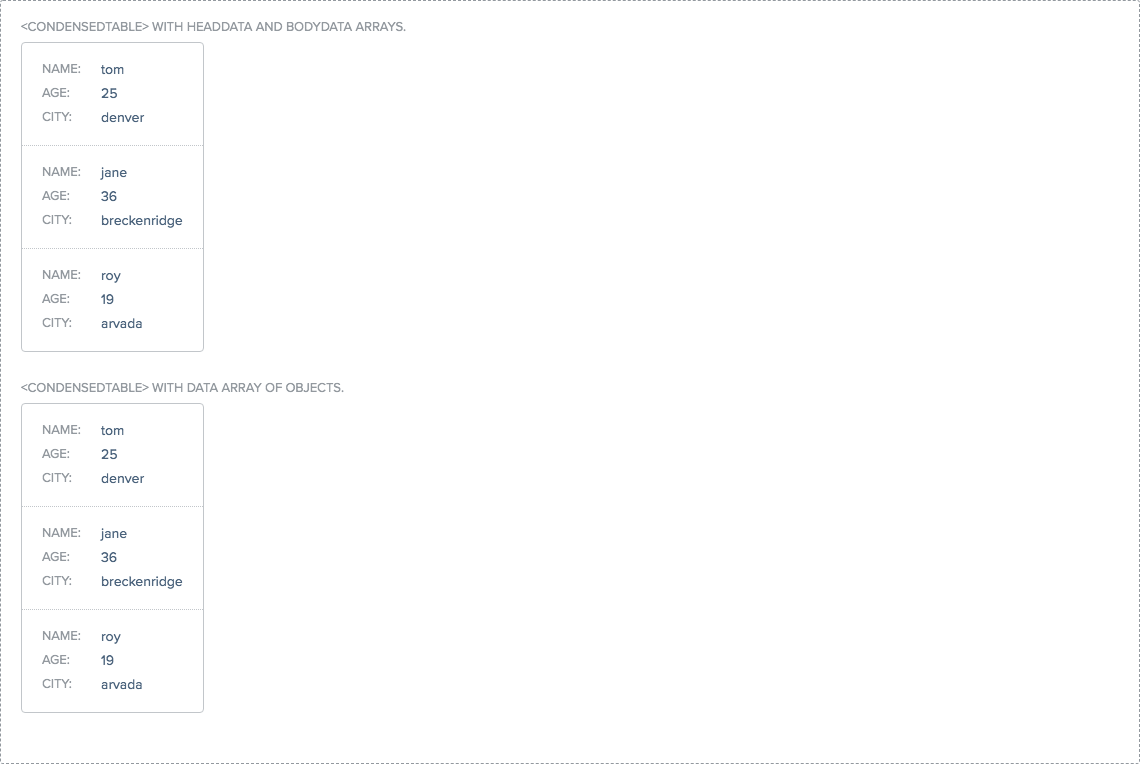 <CONDENSEDTABLE> WITH HEADDATA AND BODYDATA ARRAYS.
NAME: tom
AGE: 25
CITY: denver
NAME: jane
AGE: 36
CITY: breckenridge
NAME: roy
AGE: 19
CITY: arvada
<CONDENSEDTABLE> WITH DATA ARRAY OF OBJECTS.
NAME: tom
AGE: 25
CITY: denver
NAME: jane
AGE: 36
CITY: breckenridge
NAME: roy
AGE: 19
CITY: arvada